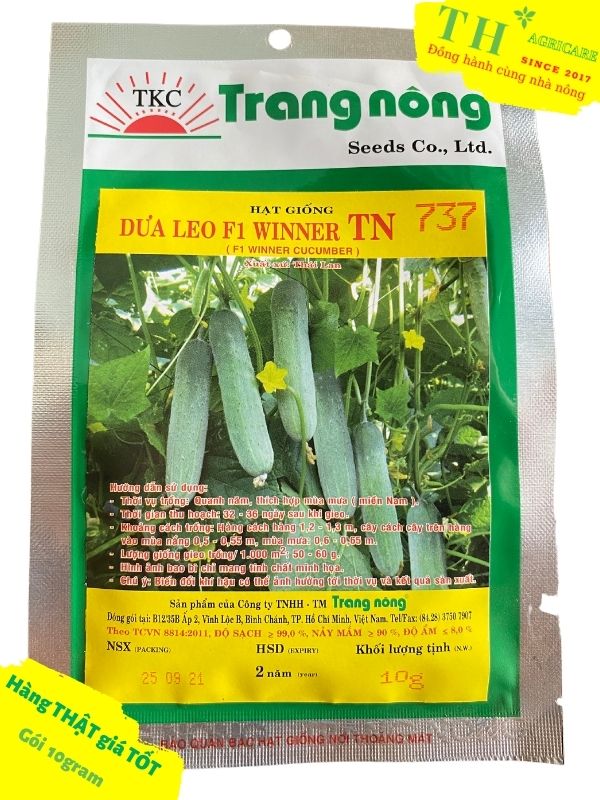 TH
AGRICARE
SINCE 2017
Đồng hành cùng nhà nông
TKC
Trang nông
Seeds Co., Ltd.
HẠT GIỐNG
DƯA LEO F1 WINNER TN 737
( F1 WINNER CUCUMBER )
Xuất xứ: Thái Lan
Hướng dẫn sử dụng:
- Thời vụ trồng: Quanh năm, thích hợp mùa mưa ( miền Nam ).
- Thời gian thu hoạch: 32 - 36 ngày sau khi gieo.
- Khoảng cách trồng: Hàng cách hàng 1,2 - 1,3 m, cây cách cây trên hàng
vào mùa nắng 0,5 - 0,55 m, mùa mưa: 0,6 - 0,65 m.
- Lượng giống gieo trồng/ 1.000 m²: 50 - 60 g.
- Hình ảnh bao bì chỉ mang tính chất minh họa.
- Chú ý: Biến đổi khí hậu có thể ảnh hưởng tới thời vụ và kết quả sản xuất.
Sản phẩm của Công ty TNHH - TM Trang nông
Đóng gói tại: B12/35B Ấp 2, Vĩnh Lộc B, Bình Chánh, TP. Hồ Chí Minh, Việt Nam. Tel/Fax: (84.28) 3750 7907
Theo TCVN 8814:2011, ĐỘ SẠCH ≥ 99,0 %, NẢY MẦM ≥ 90 %, ĐỘ ẨM ≤ 8,0 %
NSX (PACKING) HSD (EXPIRY) Khối lượng tịnh (N.W.)
25 09 21 2 năm (year) 10g
BẢO QUẢN BAO HẠT GIỐNG NƠI THOÁNG MÁT
Hàng THẬT giá TỐT
Gói 10gram